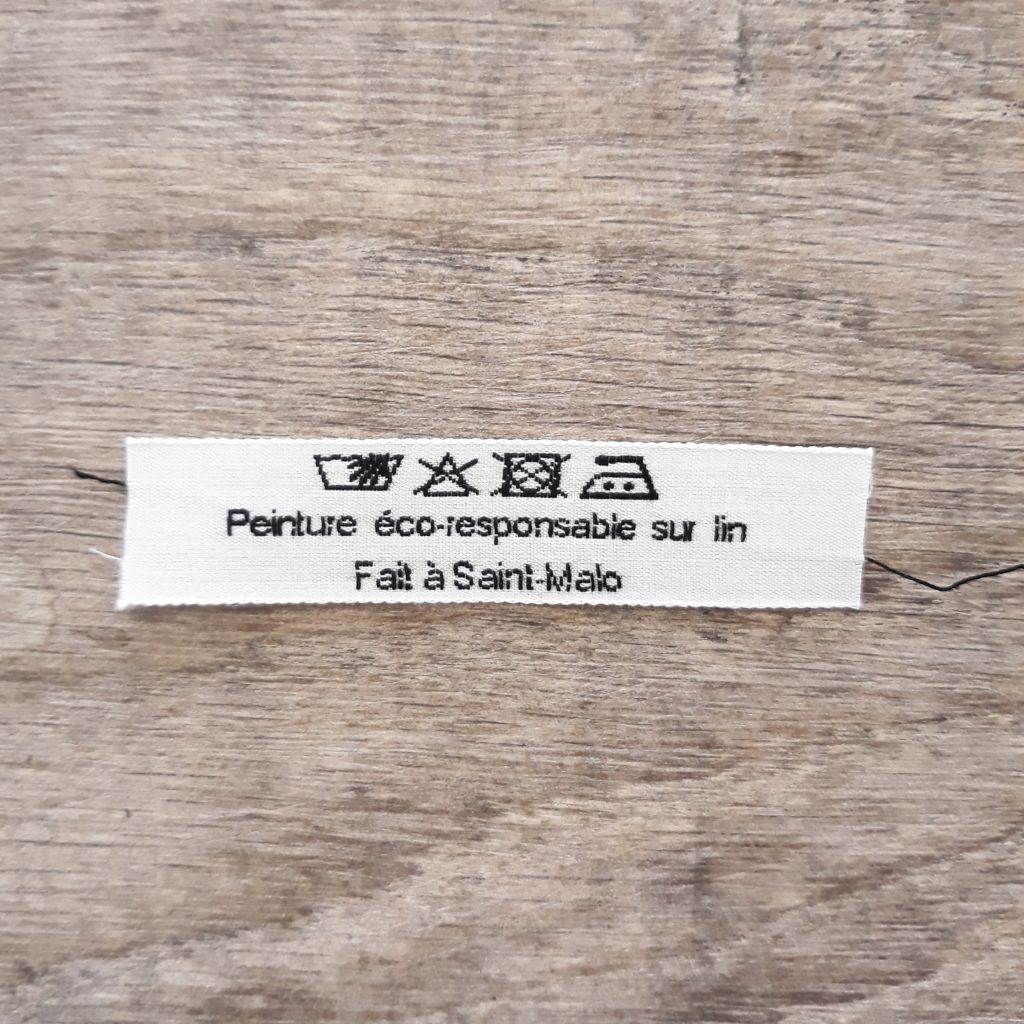 Peinture éco-responsable sur lin
Fait à Saint-Malo